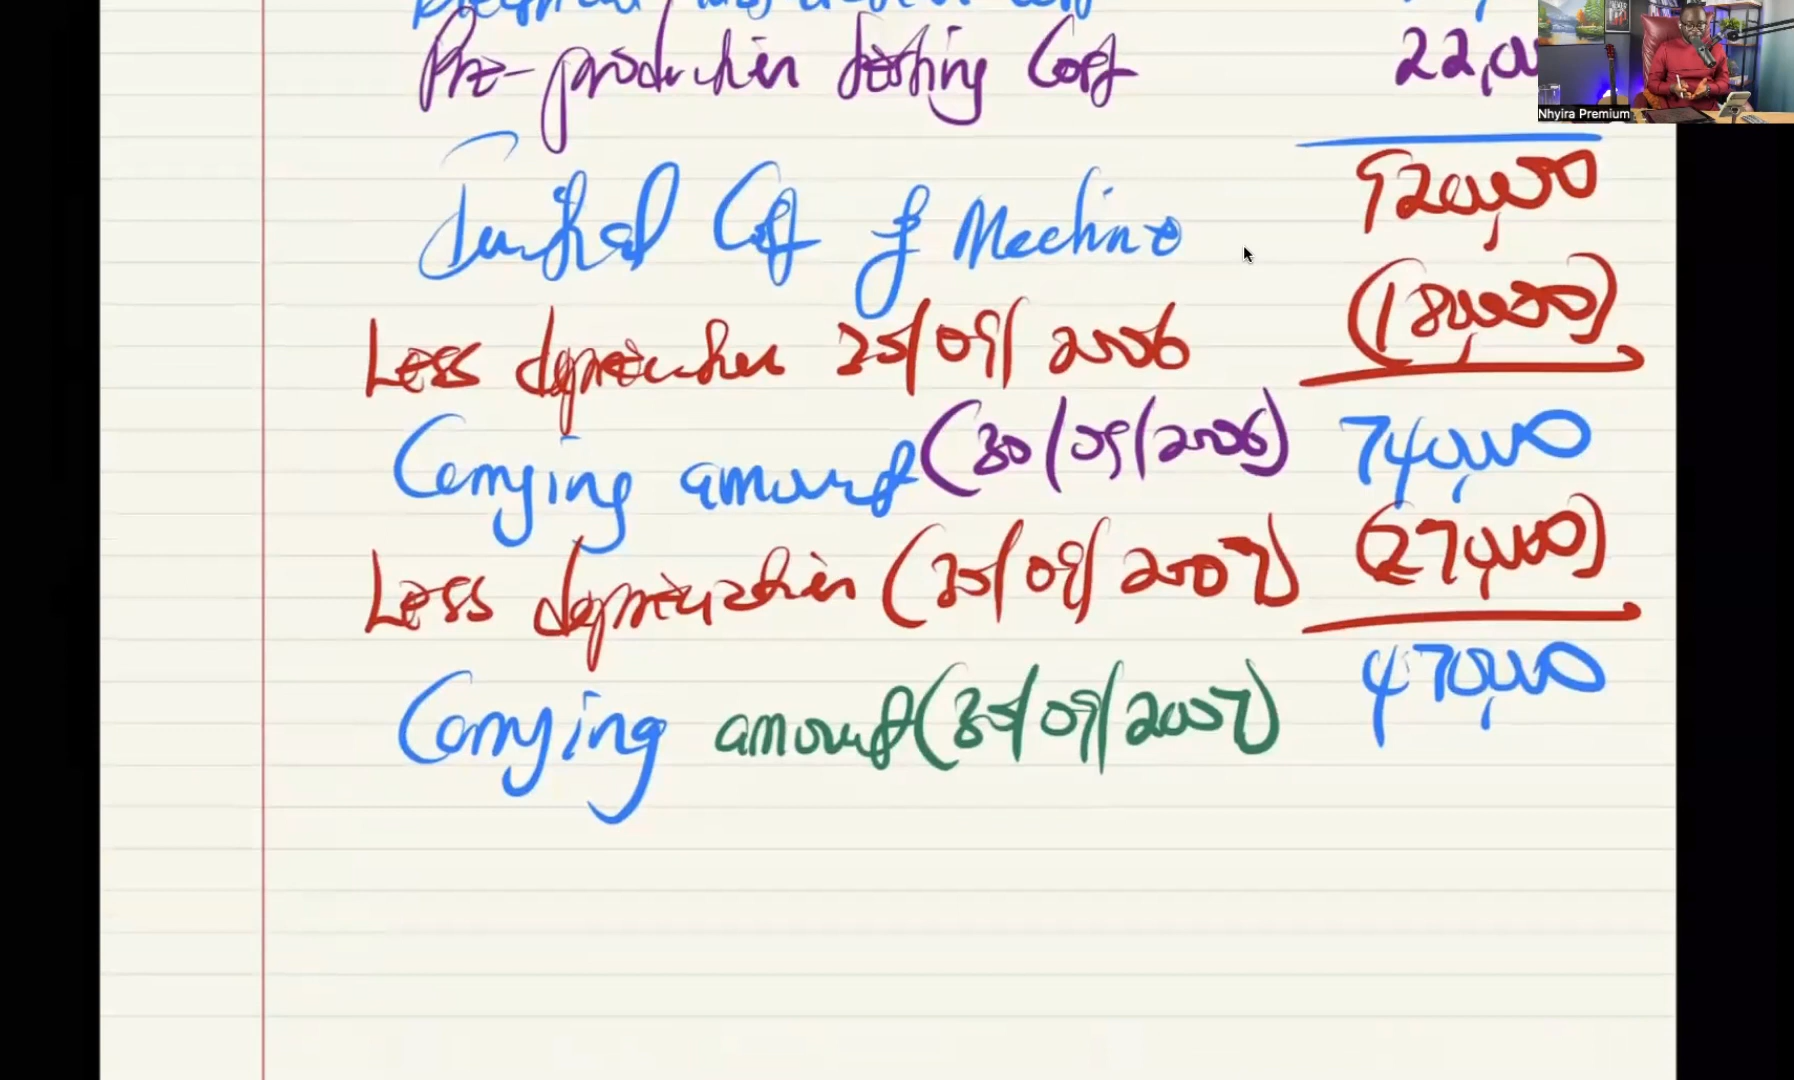 Pre-production testing Cost 22,00
Nhyira Premium
Initial Cost of Machine 920,000
Less depreciation 30/09/2006 (180,000)
Carrying amount (30/09/2006) 740,000
Less depreciation (30/09/2007) (270,000)
Carrying amount (30/09/2007) 470,000